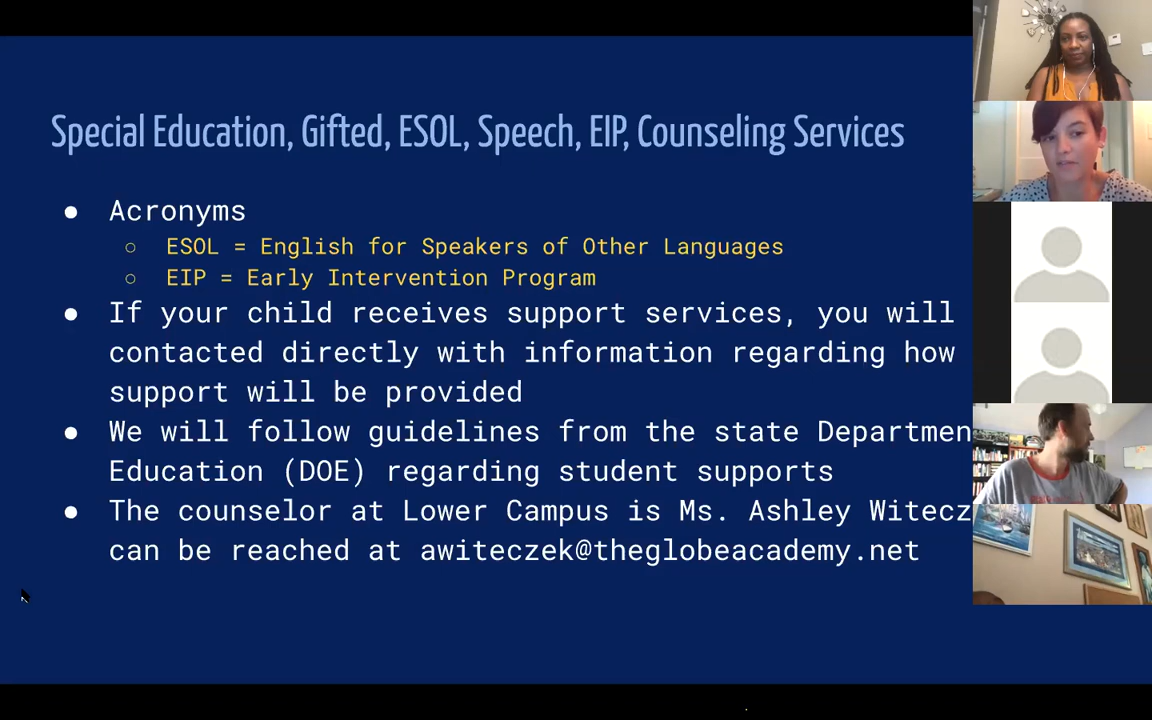 Special Education, Gifted, ESOL, Speech, EIP, Counseling Services
● Acronyms
○ ESOL = English for Speakers of Other Languages
○ EIP = Early Intervention Program
● If your child receives support services, you will
contacted directly with information regarding how
support will be provided
● We will follow guidelines from the state Departmen
Education (DOE) regarding student supports
● The counselor at Lower Campus is Ms. Ashley Witecz
can be reached at awiteczek@theglobeacademy.net